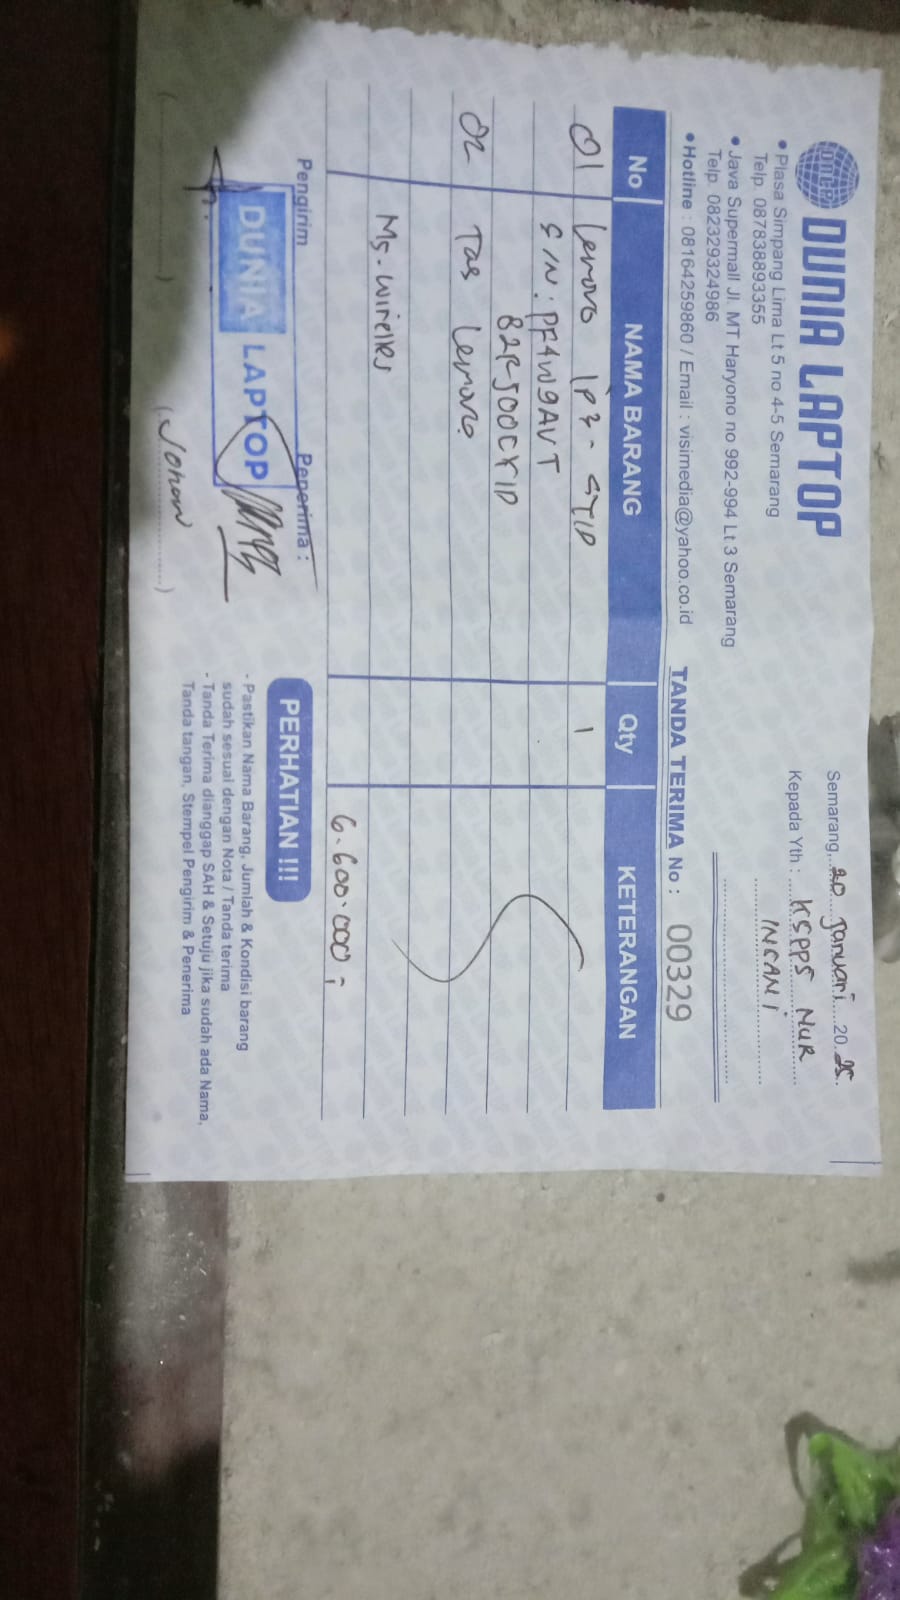 DUNIA LAPTOP
• Plasa Simpang Lima Lt 5 no 4-5 Semarang
Telp. 087838893355
• Java Supermall Jl. MT Haryono no 992-994 Lt 3 Semarang
Telp. 082329324986
• Hotline : 08164259860 / Email : visimedia@yahoo.co.id
Semarang, 20 Januari 20 25.
Kepada Yth : KSPPS NUR
INSANI
TANDA TERIMA No : 00329
No NAMA BARANG Qty KETERANGAN
01 Lenovo IP3 - 1
S/N : PF4W9AVT
82R500CXID
02 Tas Lenovo.
Ms. Wireles
6.600.000
Pengirim Penerima :
DUNIA LAPTOP
PERHATIAN !!!
- Pastikan Nama Barang, Jumlah & Kondisi barang
sudah sesuai dengan Nota / Tanda terima
- Tanda Terima dianggap SAH & Setuju jika sudah ada Nama,
Tanda tangan, Stempel Pengirim & Penerima